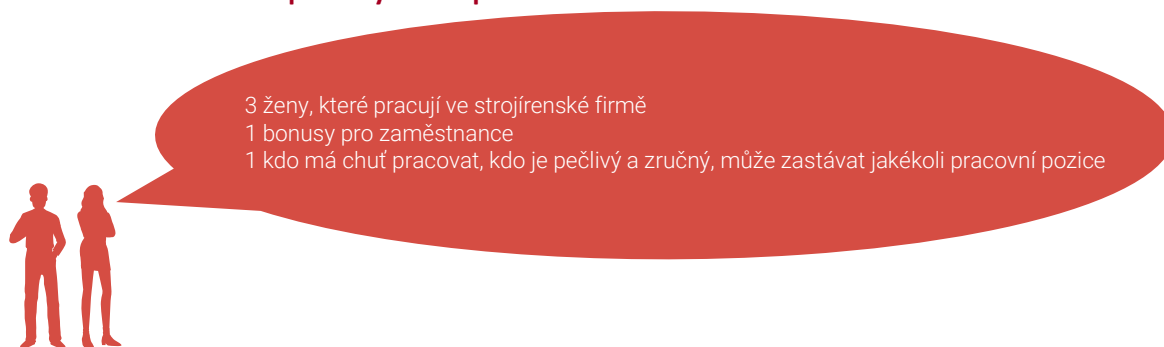 3 ženy, které pracují ve strojírenské firmě
1 bonusy pro zaměstnance
1 kdo má chuť pracovat, kdo je pečlivý a zručný, může zastávat jakékoli pracovní pozice